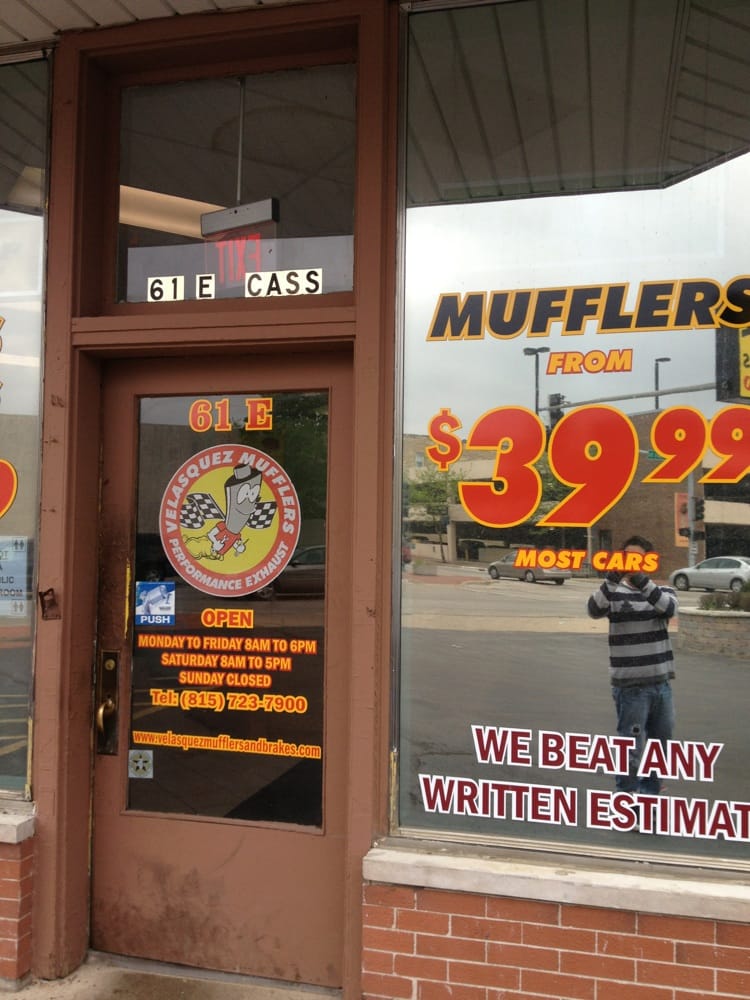 EXIT
61 E CASS
61 E
VELASQUEZ MUFFLERS
PERFORMANCE EXHAUST
PUSH
OPEN
MONDAY TO FRIDAY 8AM TO 6PM
SATURDAY 8AM TO 5PM
SUNDAY CLOSED
Tel: (815) 723-7900
www.velasquezmufflersandbrakes.com
MUFFLERS
FROM
$39 99
MOST CARS
WE BEAT ANY
WRITTEN ESTIMAT